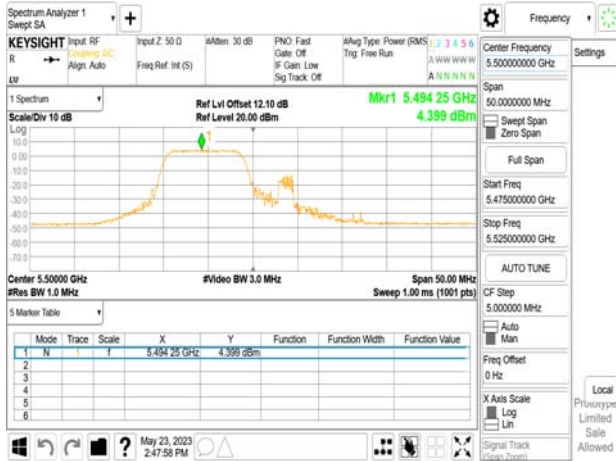 Spectrum Analyzer 1
Swept SA
Frequency
KEYSIGHT
Input: RF
Coupling: DC
Align: Auto
R
LXI
Input Z: 50 Ω
Freq Ref: Int (S)
#Atten: 30 dB
PNO: Fast
Gate: Off
IF Gain: Low
Sig Track: Off
#Avg Type: Power (RMS
Trig: Free Run
1 2 3 4 5 6
A W W W W W
A N N N N N
Center Frequency
5.500000000 GHz
Settings
Span
50.0000000 MHz
Swept Span
Zero Span
Full Span
Start Freq
5.475000000 GHz
Stop Freq
5.525000000 GHz
AUTO TUNE
CF Step
5.000000 MHz
Auto
Man
Freq Offset
0 Hz
X Axis Scale
Log
Lin
Signal Track
(Span Zoom)
Local
Prototype
Limited
Sale
Allowed
1 Spectrum
Scale/Div 10 dB
Log
Ref Lvl Offset 12.10 dB
Ref Level 20.00 dBm
Mkr1 5.494 25 GHz
4.399 dBm
1
10.0
0.00
-10.0
-20.0
-30.0
-40.0
-50.0
-60.0
-70.0
Center 5.50000 GHz
#Res BW 1.0 MHz
#Video BW 3.0 MHz
Span 50.00 MHz
Sweep 1.00 ms (1001 pts)
5 Marker Table
Mode Trace Scale X Y Function Function Width Function Value
1 N 1 f 5.494 25 GHz 4.399 dBm
2
3
4
5
6
?
May 23, 2023
2:47:58 PM